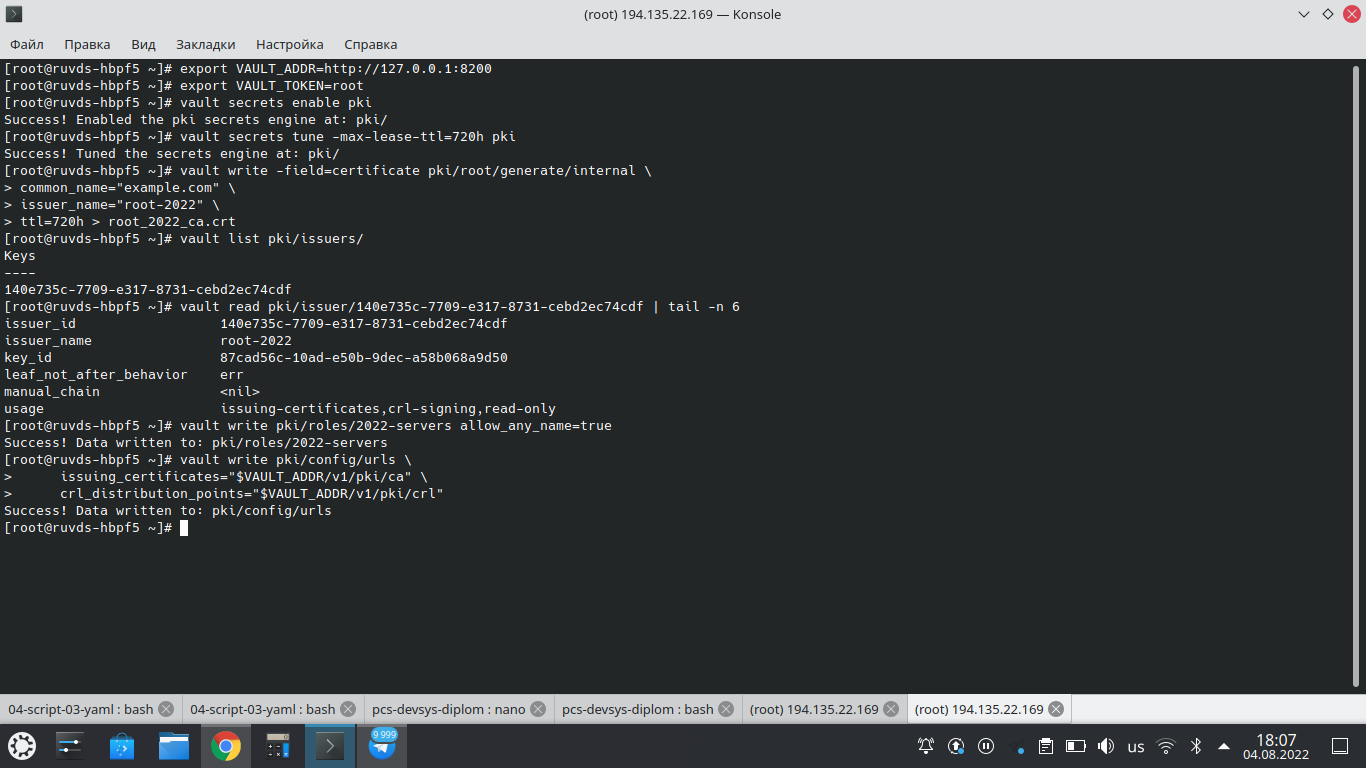 (root) 194.135.22.169 — Konsole
Файл Правка Вид Закладки Настройка Справка
[root@ruvds-hbpf5 ~]# export VAULT_ADDR=http://127.0.0.1:8200
[root@ruvds-hbpf5 ~]# export VAULT_TOKEN=root
[root@ruvds-hbpf5 ~]# vault secrets enable pki
Success! Enabled the pki secrets engine at: pki/
[root@ruvds-hbpf5 ~]# vault secrets tune -max-lease-ttl=720h pki
Success! Tuned the secrets engine at: pki/
[root@ruvds-hbpf5 ~]# vault write -field=certificate pki/root/generate/internal \
> common_name="example.com" \
> issuer_name="root-2022" \
> ttl=720h > root_2022_ca.crt
[root@ruvds-hbpf5 ~]# vault list pki/issuers/
Keys
----
140e735c-7709-e317-8731-cebd2ec74cdf
[root@ruvds-hbpf5 ~]# vault read pki/issuer/140e735c-7709-e317-8731-cebd2ec74cdf | tail -n 6
issuer_id                  140e735c-7709-e317-8731-cebd2ec74cdf
issuer_name                root-2022
key_id                     87cad56c-10ad-e50b-9dec-a58b068a9d50
leaf_not_after_behavior    err
manual_chain               <nil>
usage                      issuing-certificates,crl-signing,read-only
[root@ruvds-hbpf5 ~]# vault write pki/roles/2022-servers allow_any_name=true
Success! Data written to: pki/roles/2022-servers
[root@ruvds-hbpf5 ~]# vault write pki/config/urls \
>      issuing_certificates="$VAULT_ADDR/v1/pki/ca" \
>      crl_distribution_points="$VAULT_ADDR/v1/pki/crl"
Success! Data written to: pki/config/urls
[root@ruvds-hbpf5 ~]#
04-script-03-yaml : bash 04-script-03-yaml : bash pcs-devsys-diplom : nano pcs-devsys-diplom : bash (root) 194.135.22.169 (root) 194.135.22.169
9 999
us
18:07
04.08.2022